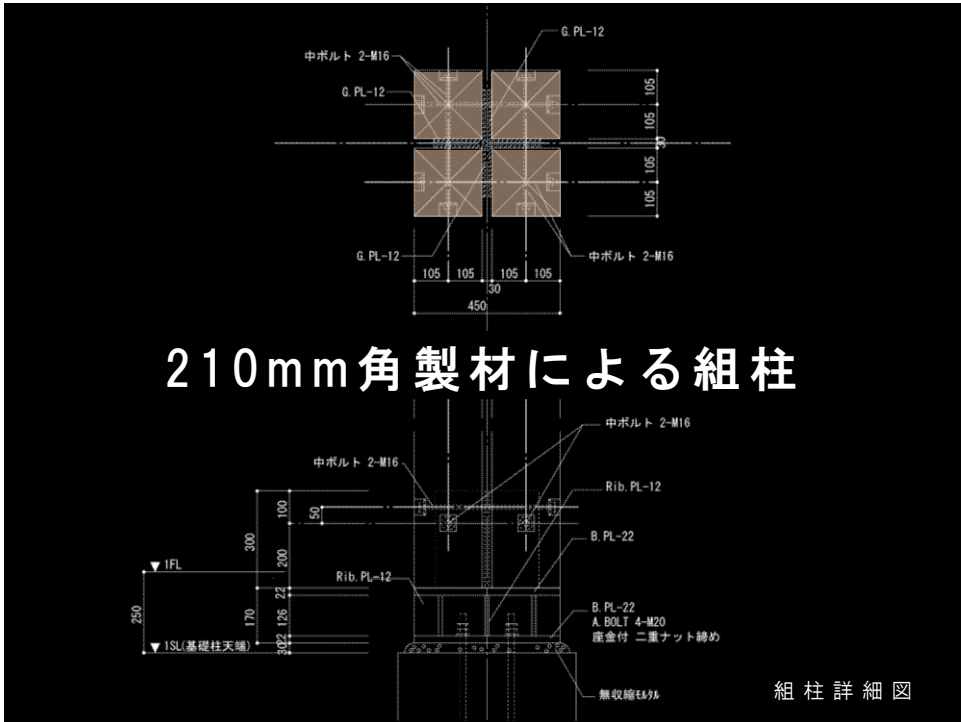 G.PL-12
中ボルト 2-M16
G.PL-12
105
105
30
105
105
G.PL-12
中ボルト 2-M16
105
105
105
105
30
450
210mm角製材による組柱
中ボルト 2-M16
中ボルト 2-M16
Rib.PL-12
100
50
300
200
B.PL-22
▼1FL
Rib.PL-12
22
250
170
126
B.PL-22
A.BOLT 4-M20
座金付 二重ナット締め
22
▼1SL(基礎柱天端)
30
無収縮ﾓﾙﾀﾙ
組柱詳細図